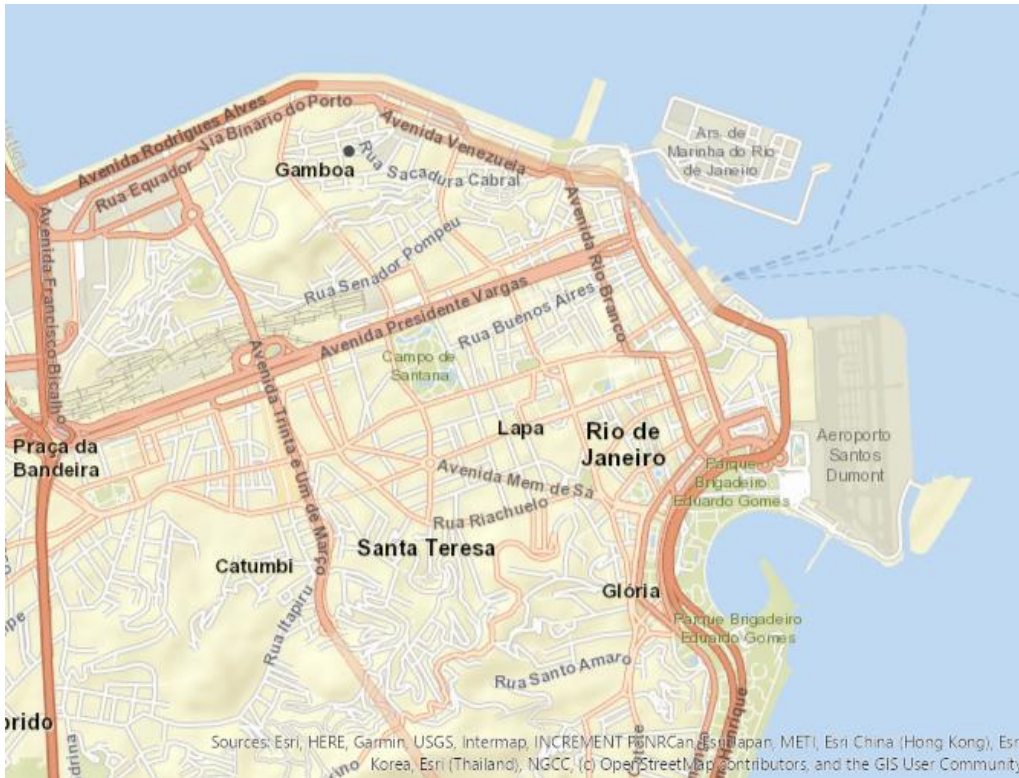 Ars. de
Marinha do Rio
de Janeiro
Avenida Rodrigues Alves
Via Binário do Porto
Avenida Venezuela
Rua Equador
Gamboa
Rua Sacadura Cabral
Avenida Francisco Bicalho
Rua Senador Pompeu
Avenida Rio Branco
Avenida Presidente Vargas
Rua Buenos Aires
Campo de
Santana
Avenida Trinta e Um de Março
Praça da
Bandeira
Lapa
Rio de
Janeiro
Aeroporto
Santos
Dumont
Avenida Mem de Sa
Parque
Brigadeiro
Eduardo Gomes
Rua Riachuelo
Santa Teresa
Catumbi
Glória
Rua Itapiru
Parque Brigadeiro
Eduardo Gomes
Rua Santo Amaro
Sources: Esri, HERE, Garmin, USGS, Intermap, INCREMENT P, NRCan, Esri Japan, METI, Esri China (Hong Kong), Esri
Korea, Esri (Thailand), NGCC, (c) OpenStreetMap contributors, and the GIS User Community